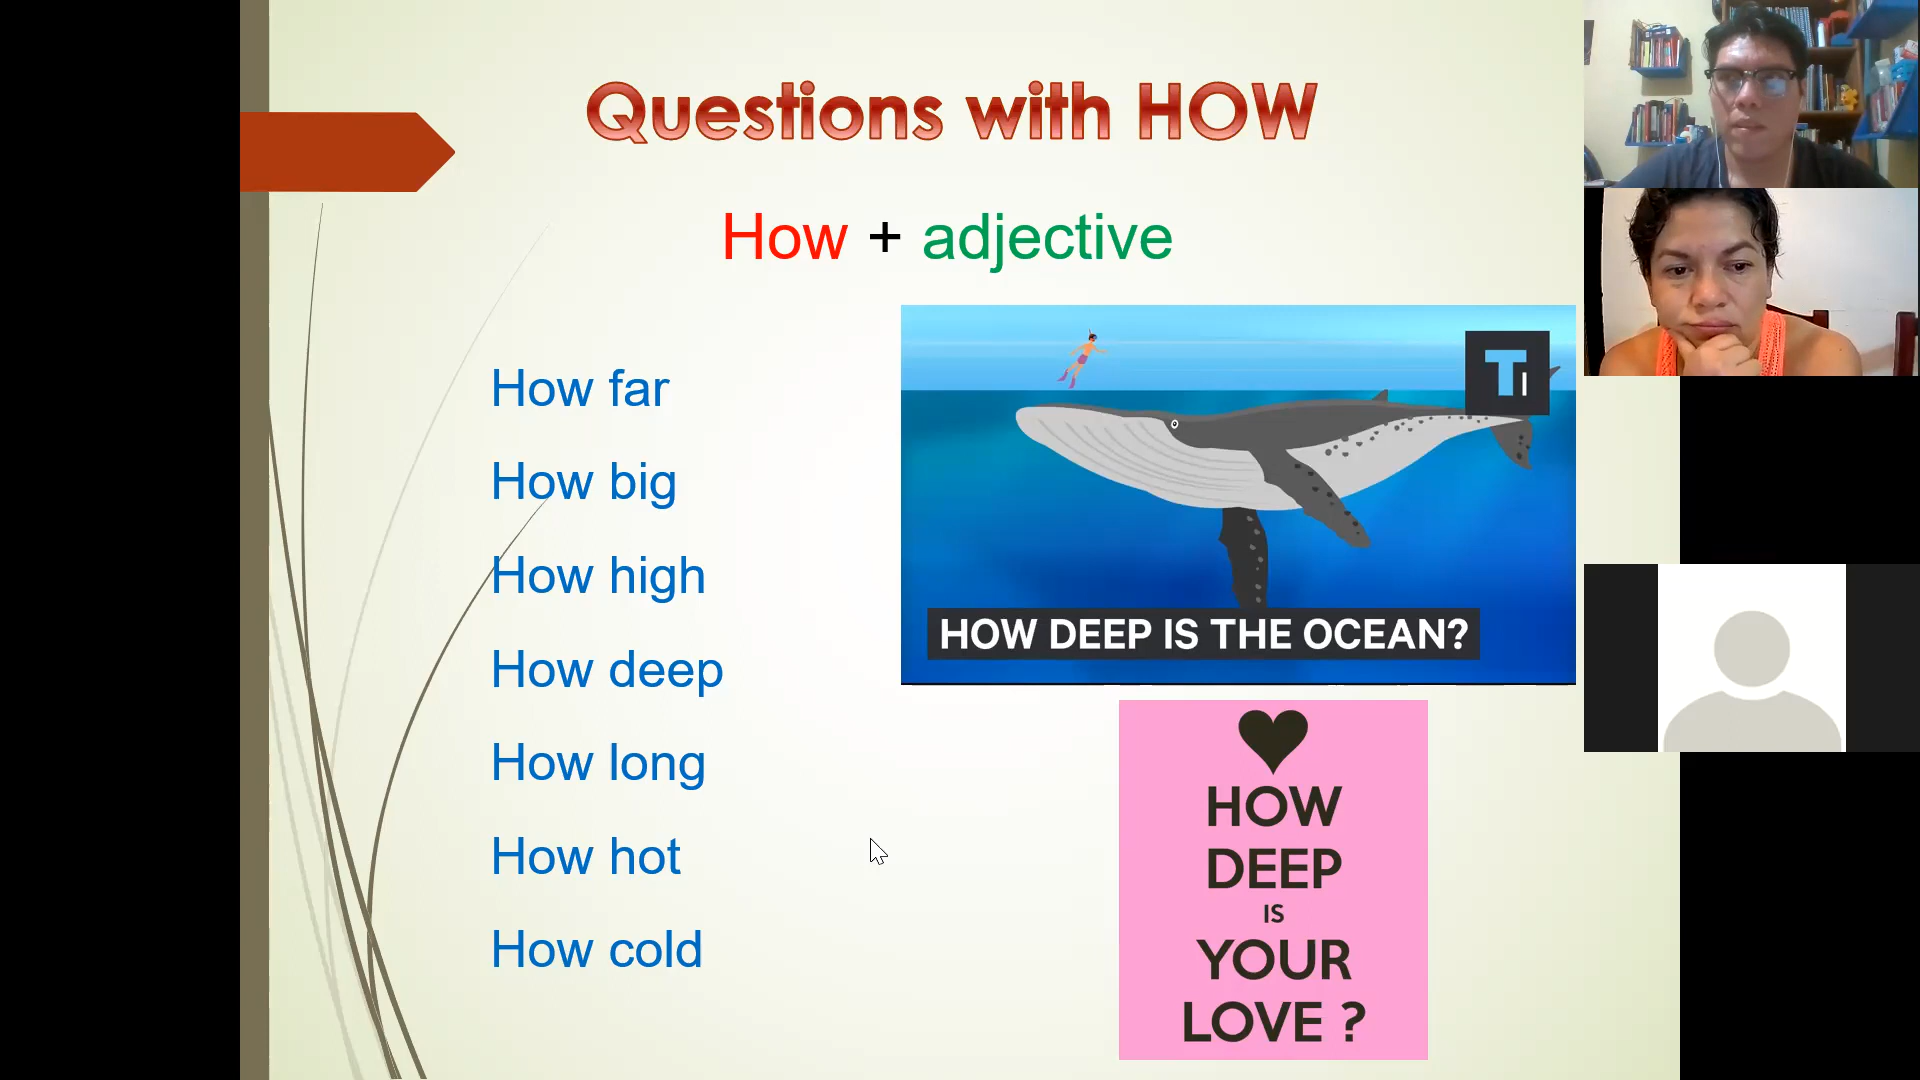 Questions with HOW
How + adjective
How far
How big
How high
How deep
How long
How hot
How cold
TI
HOW DEEP IS THE OCEAN?
HOW
DEEP
IS
YOUR
LOVE ?